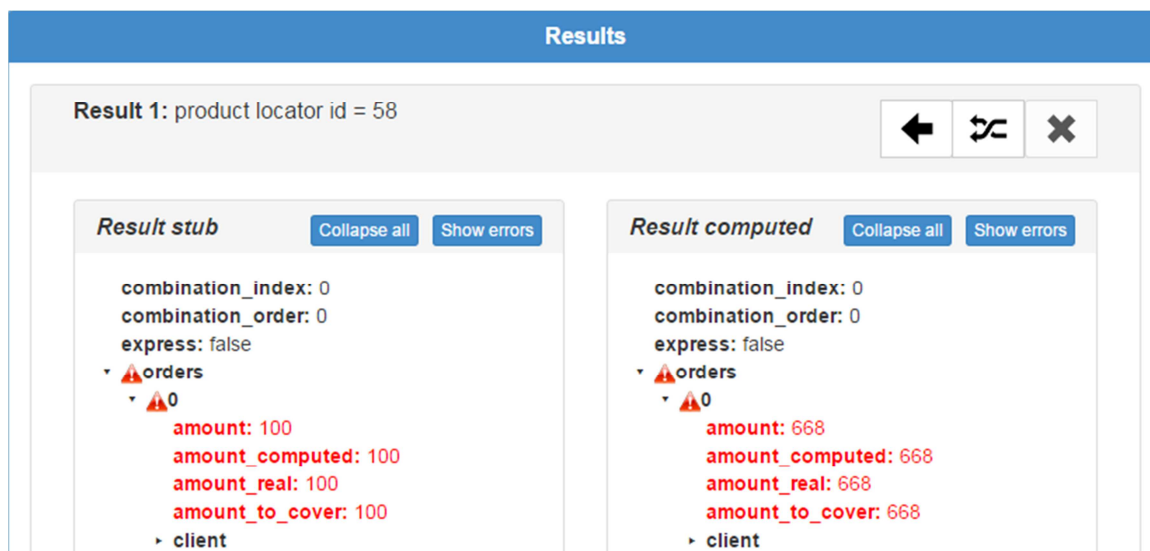 Results
Result 1: product locator id = 58
Result stub
Collapse all
Show errors
combination_index: 0
combination_order: 0
express: false
orders
0
amount: 100
amount_computed: 100
amount_real: 100
amount_to_cover: 100
client
Result computed
Collapse all
Show errors
combination_index: 0
combination_order: 0
express: false
orders
0
amount: 668
amount_computed: 668
amount_real: 668
amount_to_cover: 668
client